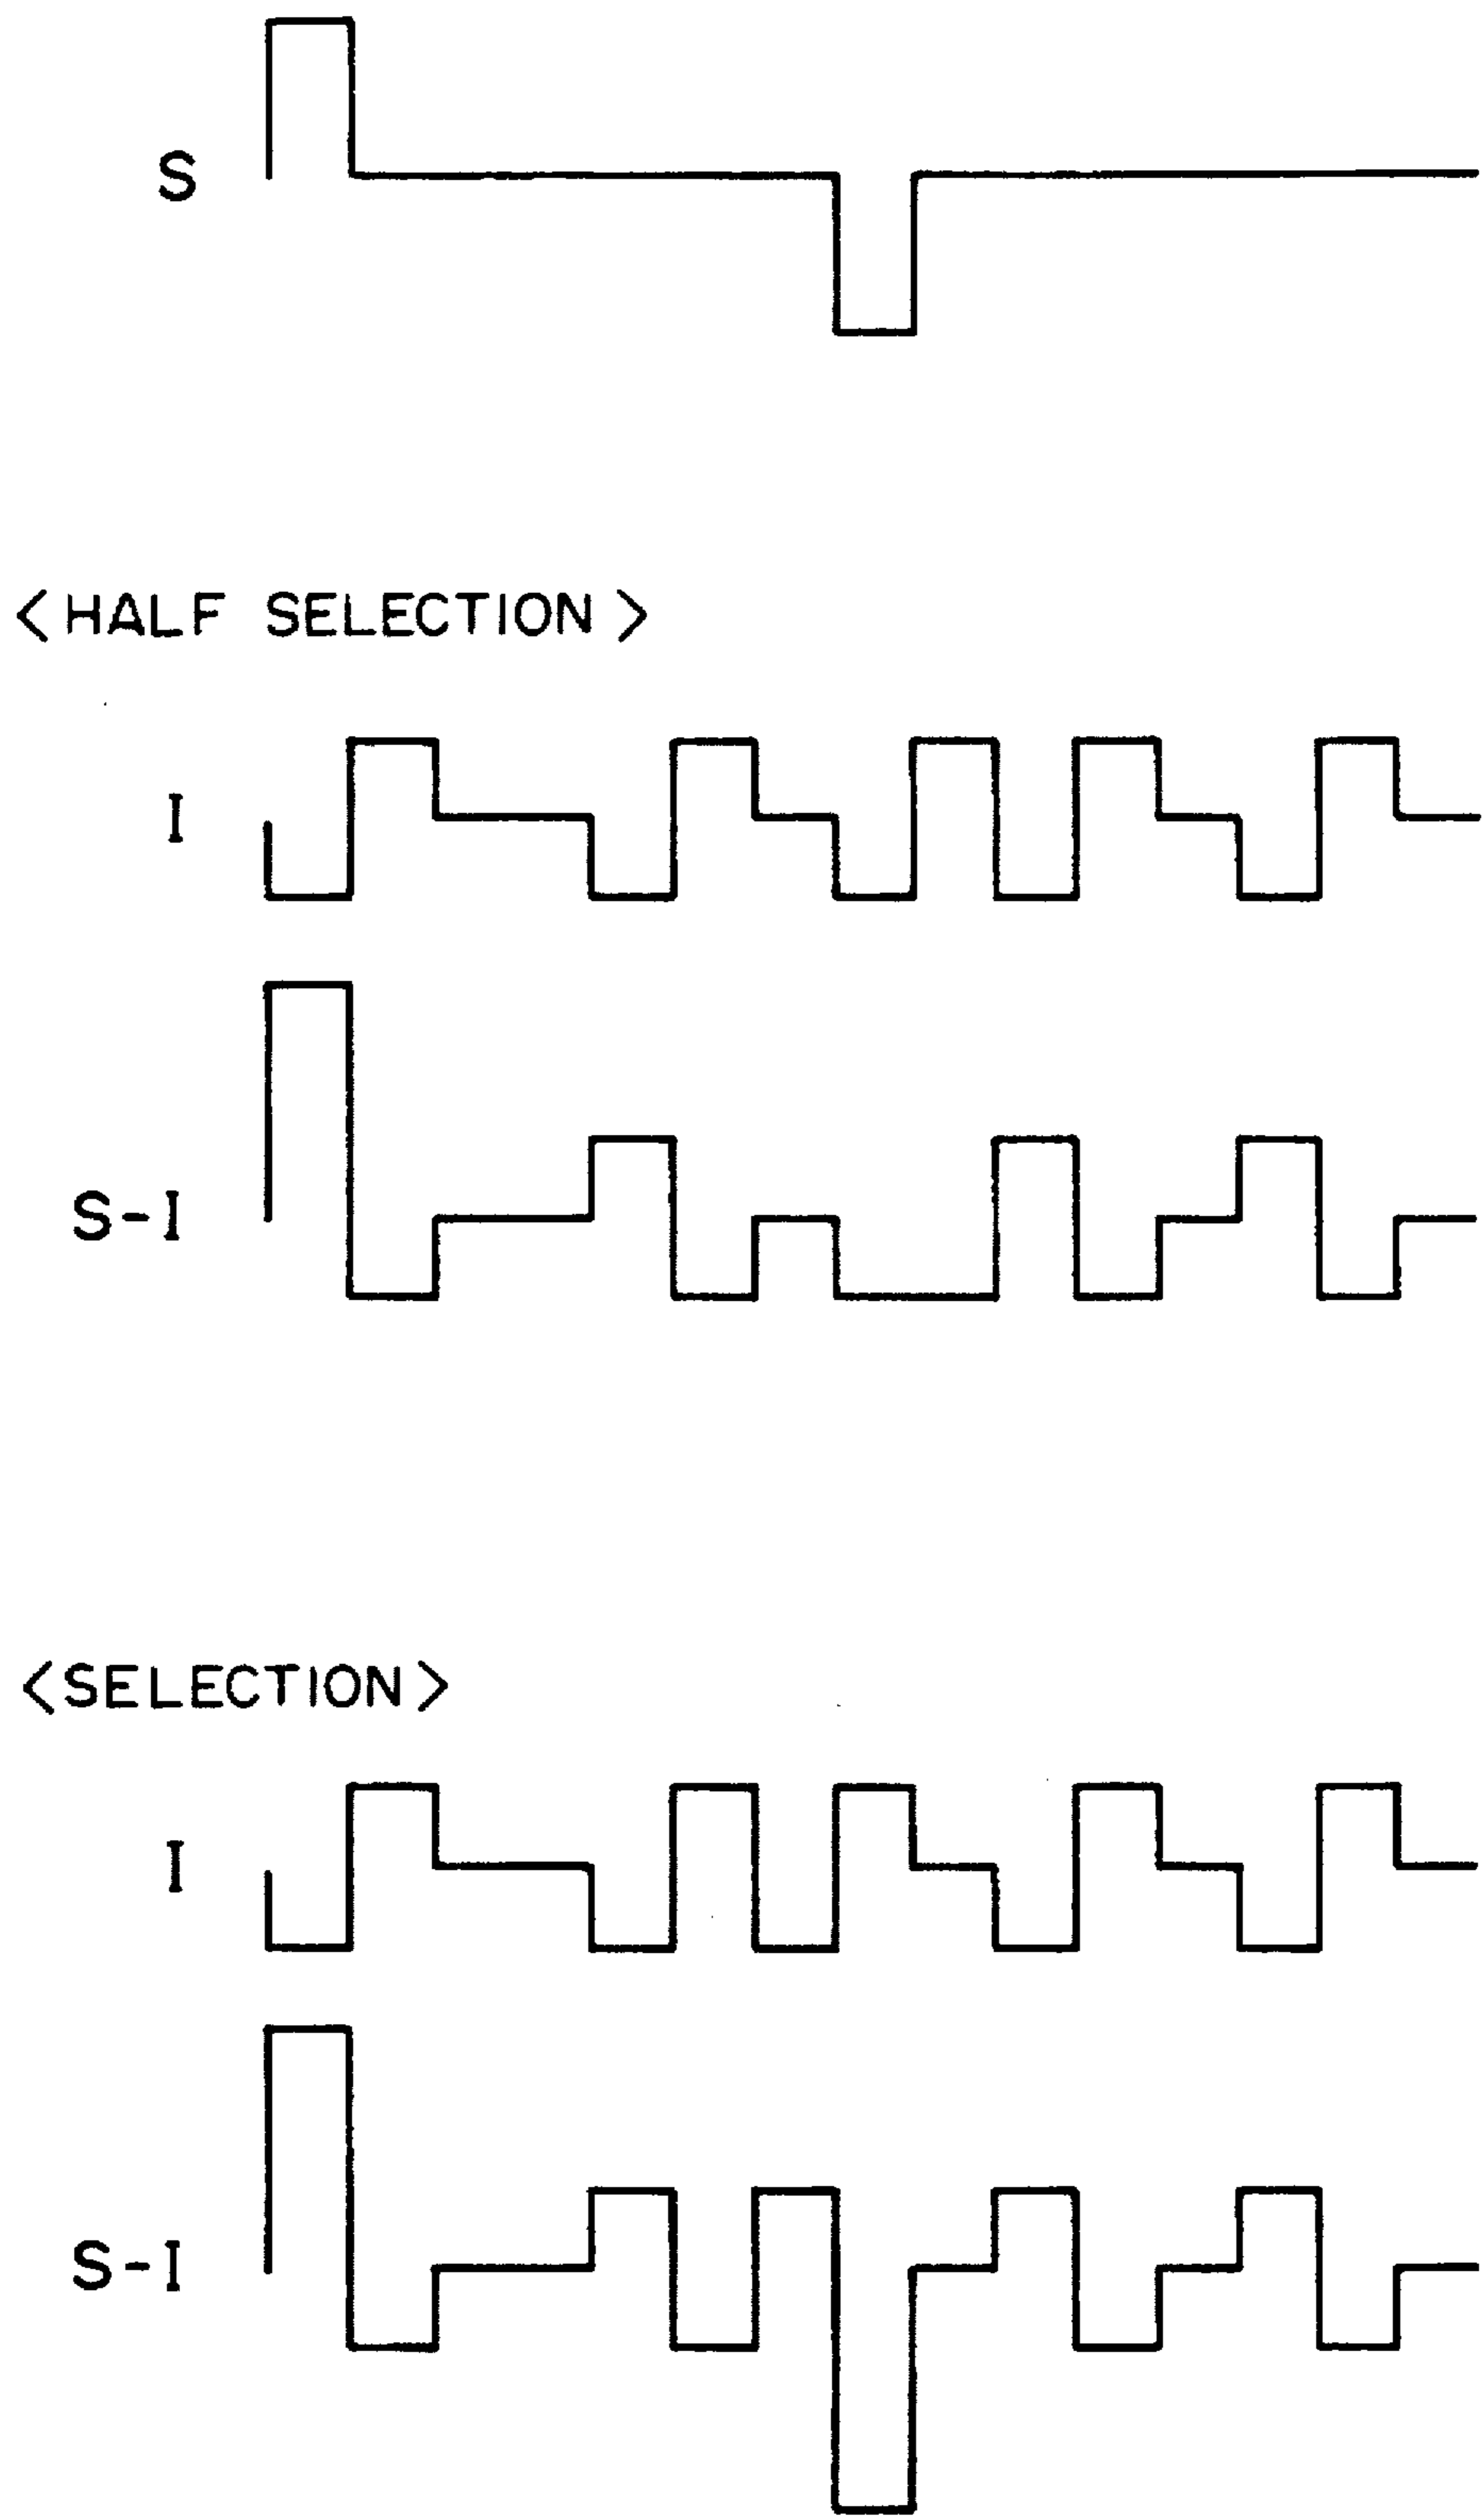 S
<HALF SELECTION>
I
S-I
<SELECTION>
I
S-I